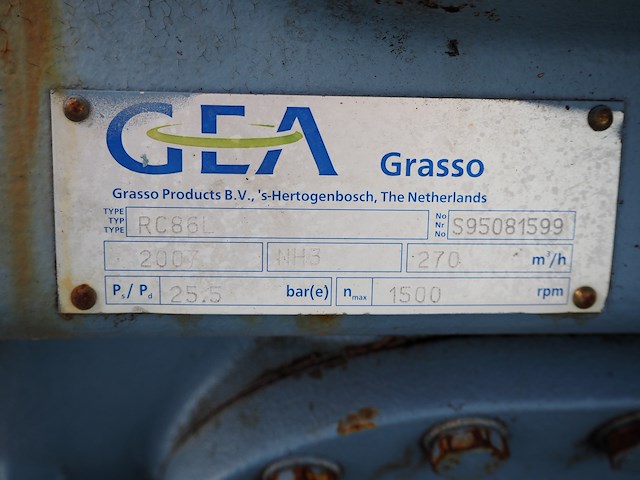 GEA Grasso
Grasso Products B.V., 's-Hertogenbosch, The Netherlands
TYPE TYP TYPE RC86L No Nr No S95081599
2007 NH3 270 m³/h
Ps/ Pd 25.5 bar(e) nmax 1500 rpm